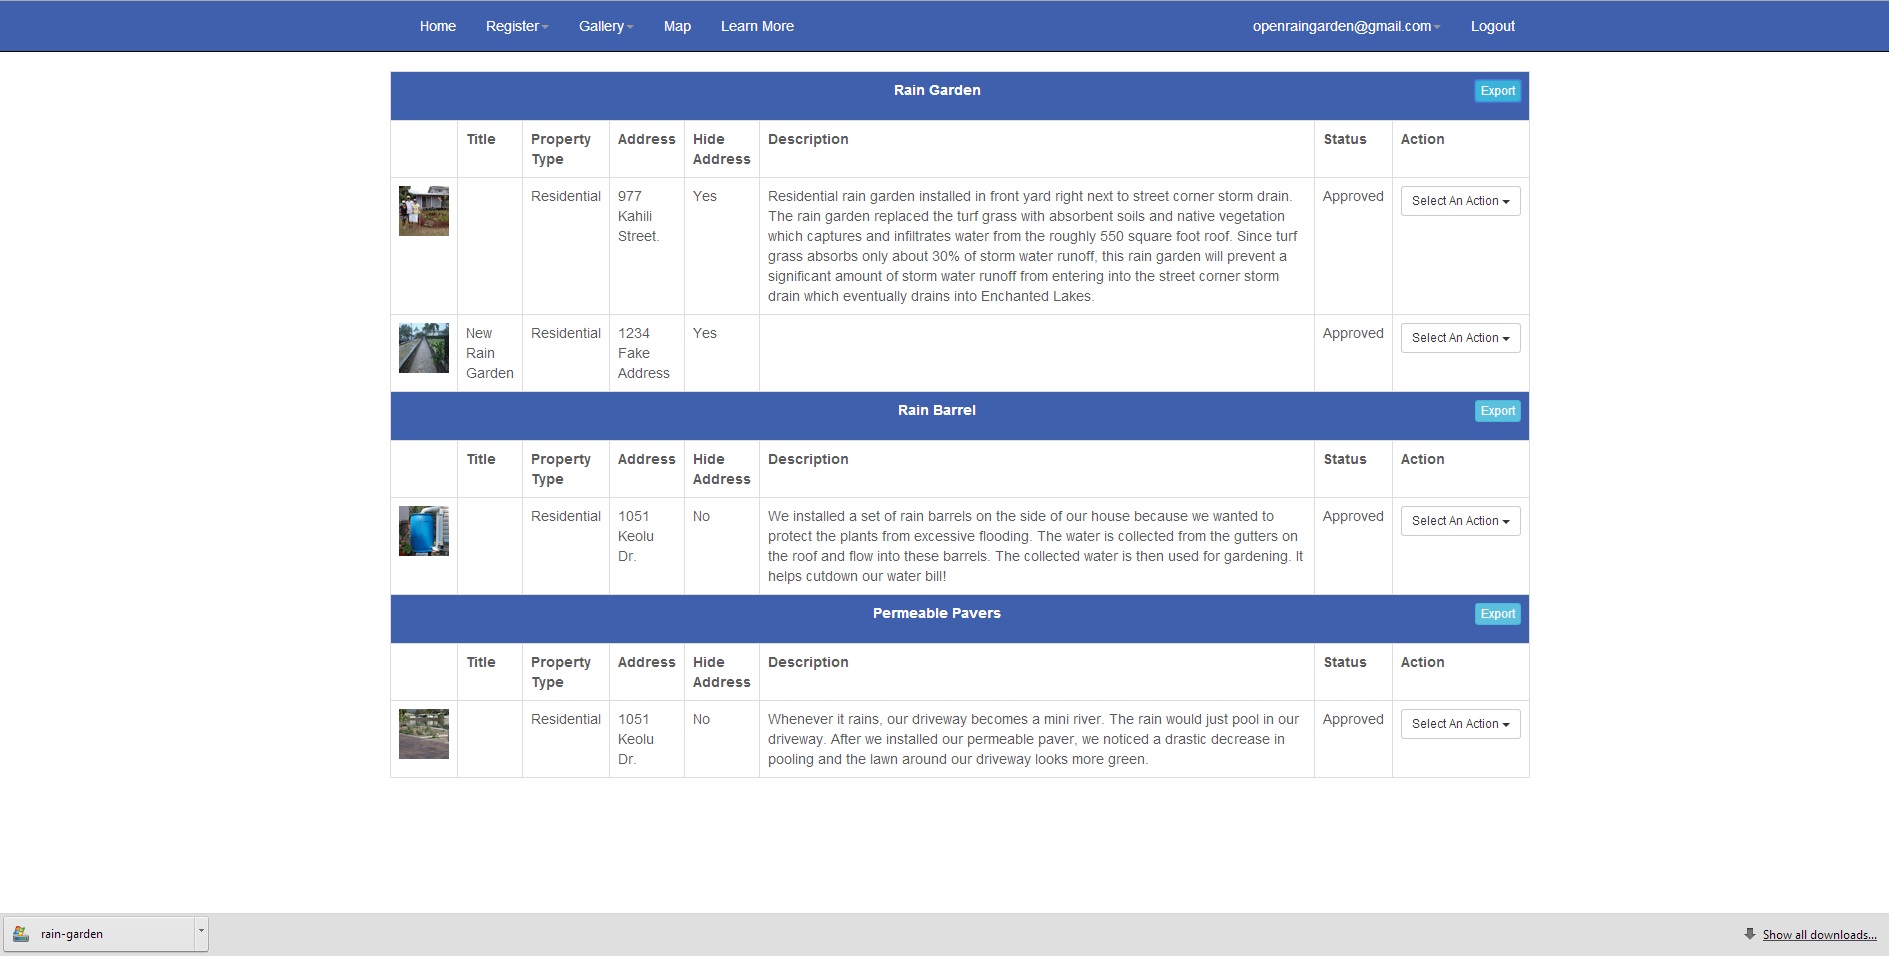 Home Register Gallery Map Learn More openraingarden@gmail.com Logout
Rain Garden Export
Title Property Type Address Hide Address Description Status Action
Residential 977 Kahili Street. Yes Residential rain garden installed in front yard right next to street corner storm drain.
The rain garden replaced the turf grass with absorbent soils and native vegetation
which captures and infiltrates water from the roughly 550 square foot roof. Since turf
grass absorbs only about 30% of storm water runoff, this rain garden will prevent a
significant amount of storm water runoff from entering into the street corner storm
drain which eventually drains into Enchanted Lakes. Approved Select An Action
New Rain Garden Residential 1234 Fake Address Yes Approved Select An Action
Rain Barrel Export
Title Property Type Address Hide Address Description Status Action
Residential 1051 Keolu Dr. No We installed a set of rain barrels on the side of our house because we wanted to
protect the plants from excessive flooding. The water is collected from the gutters on
the roof and flow into these barrels. The collected water is then used for gardening. It
helps cutdown our water bill! Approved Select An Action
Permeable Pavers Export
Title Property Type Address Hide Address Description Status Action
Residential 1051 Keolu Dr. No Whenever it rains, our driveway becomes a mini river. The rain would just pool in our
driveway. After we installed our permeable paver, we noticed a drastic decrease in
pooling and the lawn around our driveway looks more green. Approved Select An Action
rain-garden Show all downloads...